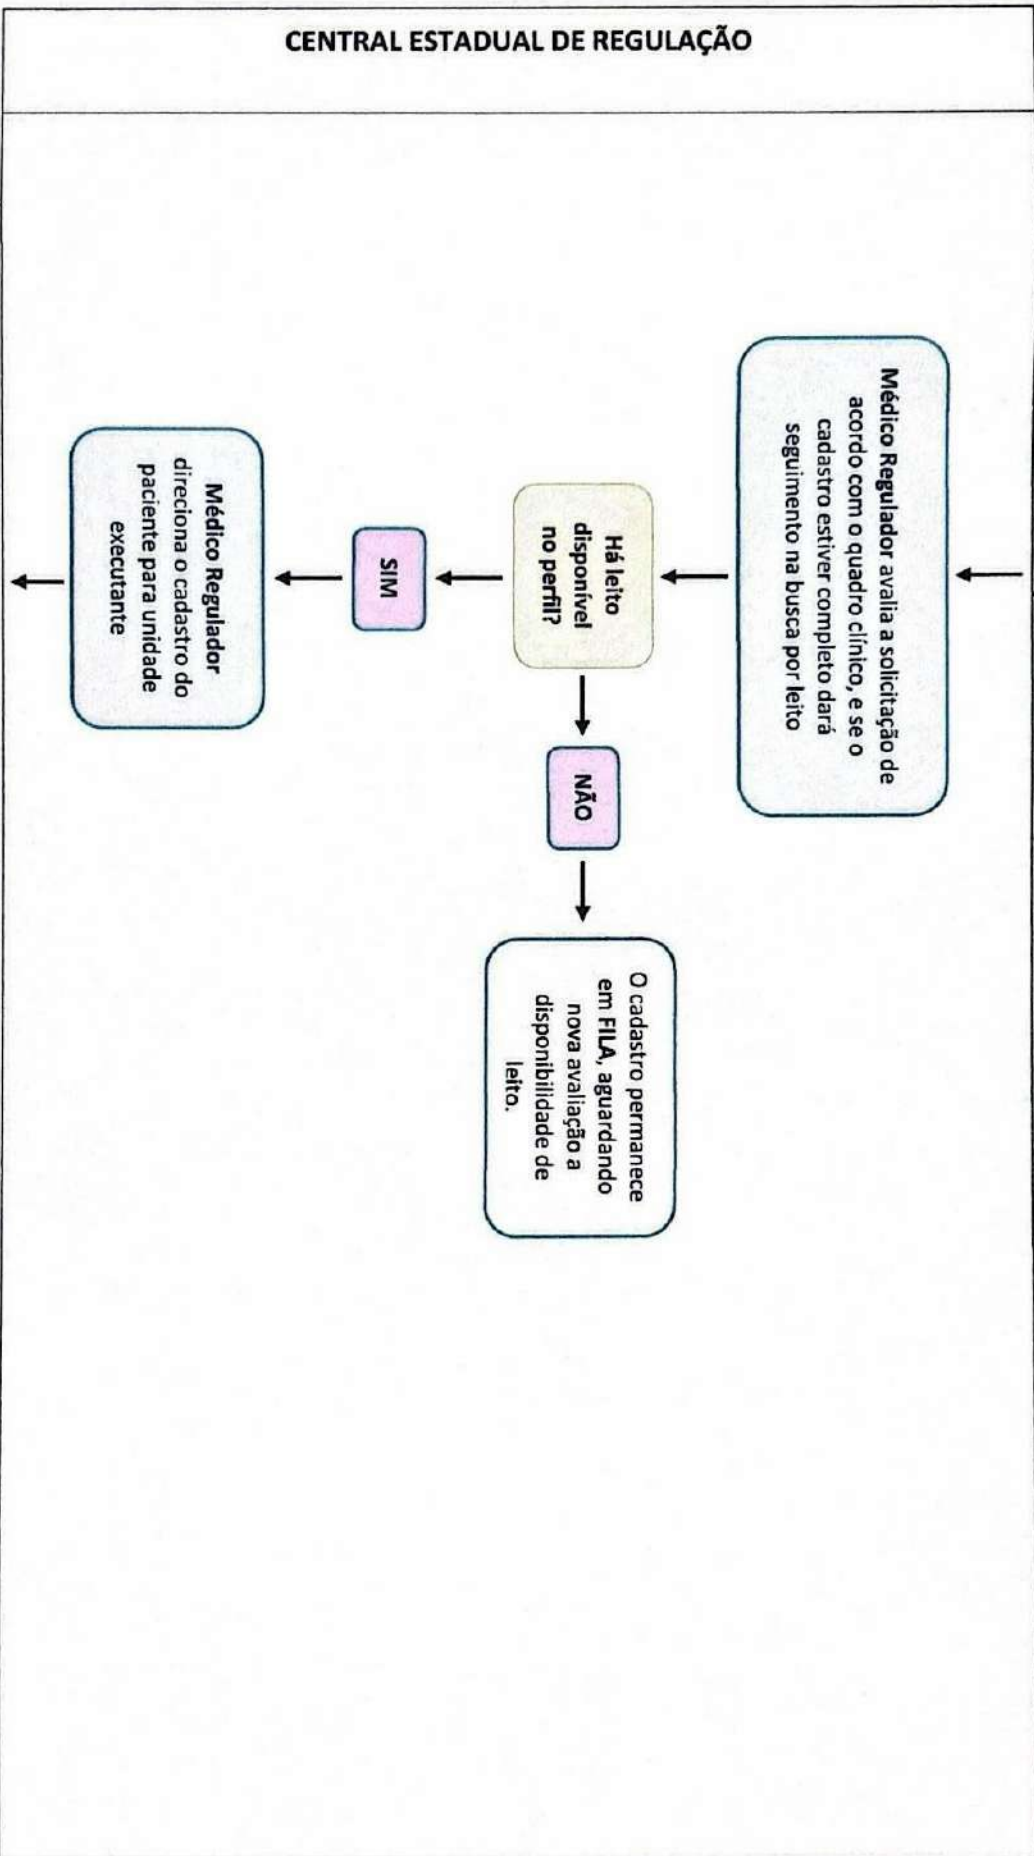 CENTRAL ESTADUAL DE REGULAÇÃO
Médico Regulador avalia a solicitação de
acordo com o quadro clínico, e se o
cadastro estiver completo dará
seguimento na busca por leito
Há leito
disponível
no perfil?
NÃO
O cadastro permanece
em FILA, aguardando
nova avaliação a
disponibilidade de
leito.
SIM
Médico Regulador
direciona o cadastro do
paciente para unidade
executante